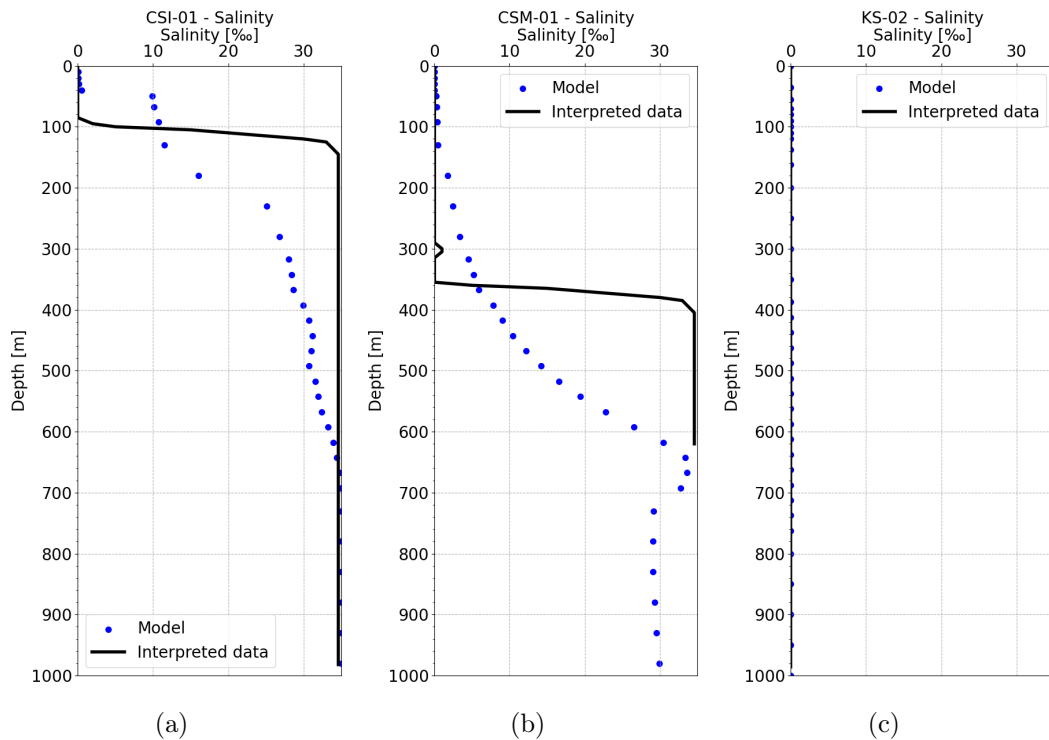 CSI-01 - Salinity
Salinity [‰]
0 10 20 30
0
100
200
300
400
500
600
700
800
900
1000
Depth [m]
Model
Interpreted data
(a)
CSM-01 - Salinity
Salinity [‰]
0 10 20 30
0
100
200
300
400
500
600
700
800
900
1000
Depth [m]
Model
Interpreted data
(b)
KS-02 - Salinity
Salinity [‰]
0 10 20 30
0
100
200
300
400
500
600
700
800
900
1000
Depth [m]
Model
Interpreted data
(c)